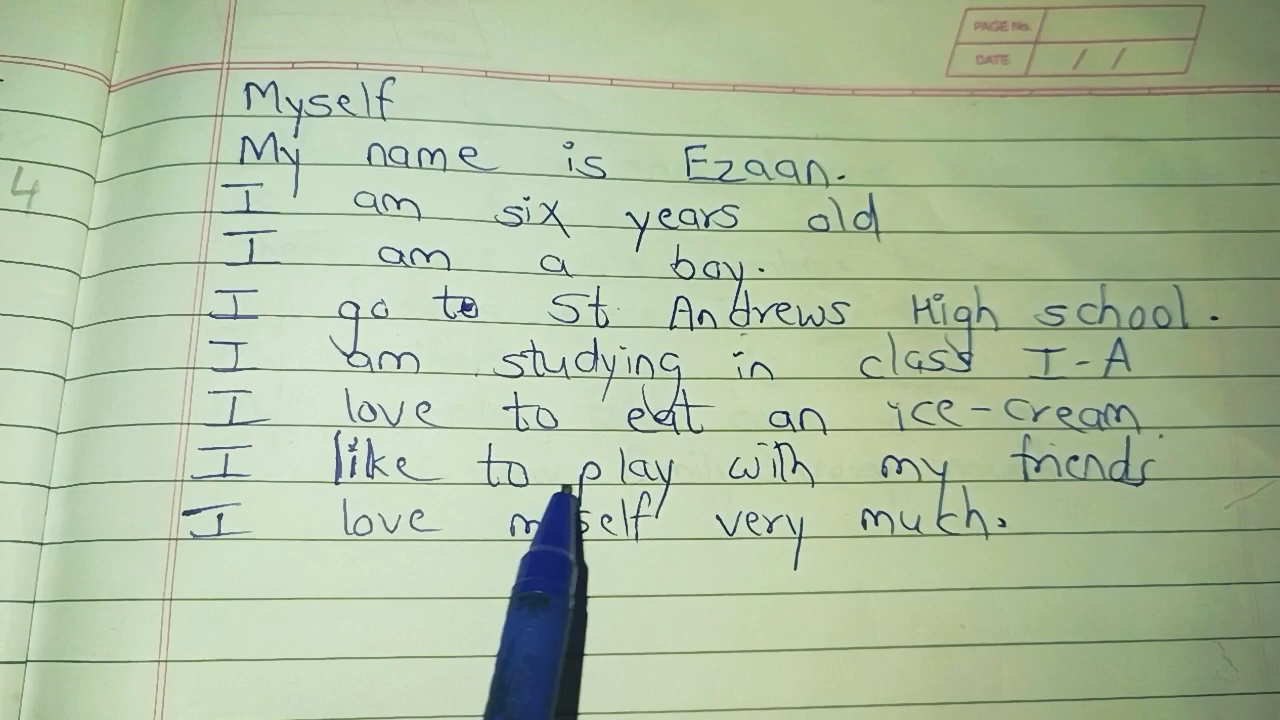 PAGE No.
DATE / /
4
Myself
My name is Ezaan.
I am six years old
I am a boy.
I go to St. Andrews High school.
I am studying in class I-A
I love to eat an ice-cream.
I like to play with my friends
I love myself very much.